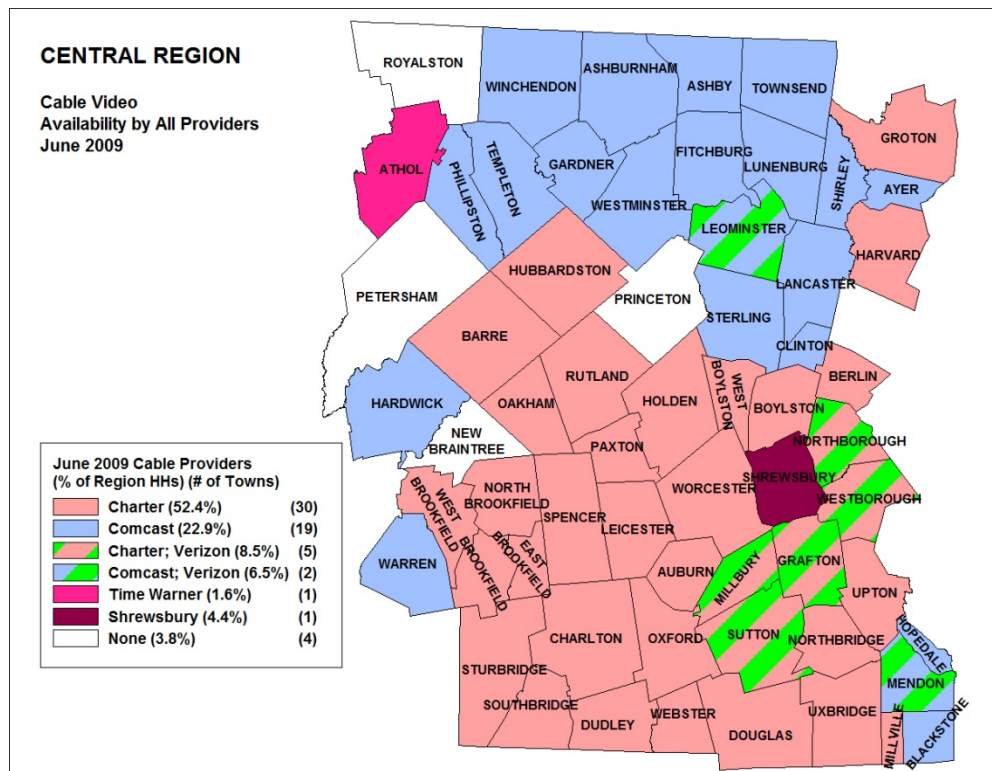 CENTRAL REGION
Cable Video
Availability by All Providers
June 2009
ROYALSTON
WINCHENDON
ASHBURNHAM
ASHBY
TOWNSEND
GROTON
ATHOL
PHILLIPSTON
TEMPLETON
GARDNER
WESTMINSTER
FITCHBURG
LUNENBURG
SHIRLEY
AYER
LEOMINSTER
HARVARD
HUBBARDSTON
LANCASTER
PETERSHAM
PRINCETON
STERLING
BARRE
CLINTON
RUTLAND
WEST
BOYLSTON
BERLIN
HARDWICK
OAKHAM
HOLDEN
BOYLSTON
NEW
BRAINTREE
PAXTON
NORTHBOROUGH
SHREWSBURY
WORCESTER
WESTBOROUGH
WEST
BROOKFIELD
NORTH
BROOKFIELD
SPENCER
LEICESTER
WARREN
BROOKFIELD
EAST
BROOKFIELD
AUBURN
MILLBURY
GRAFTON
UPTON
CHARLTON
OXFORD
SUTTON
NORTHBRIDGE
HOPEDALE
STURBRIDGE
MENDON
SOUTHBRIDGE
DUDLEY
WEBSTER
DOUGLAS
UXBRIDGE
MILLVILLE
BLACKSTONE
June 2009 Cable Providers
(% of Region HHs) (# of Towns)
Charter (52.4%) (30)
Comcast (22.9%) (19)
Charter; Verizon (8.5%) (5)
Comcast; Verizon (6.5%) (2)
Time Warner (1.6%) (1)
Shrewsbury (4.4%) (1)
None (3.8%) (4)